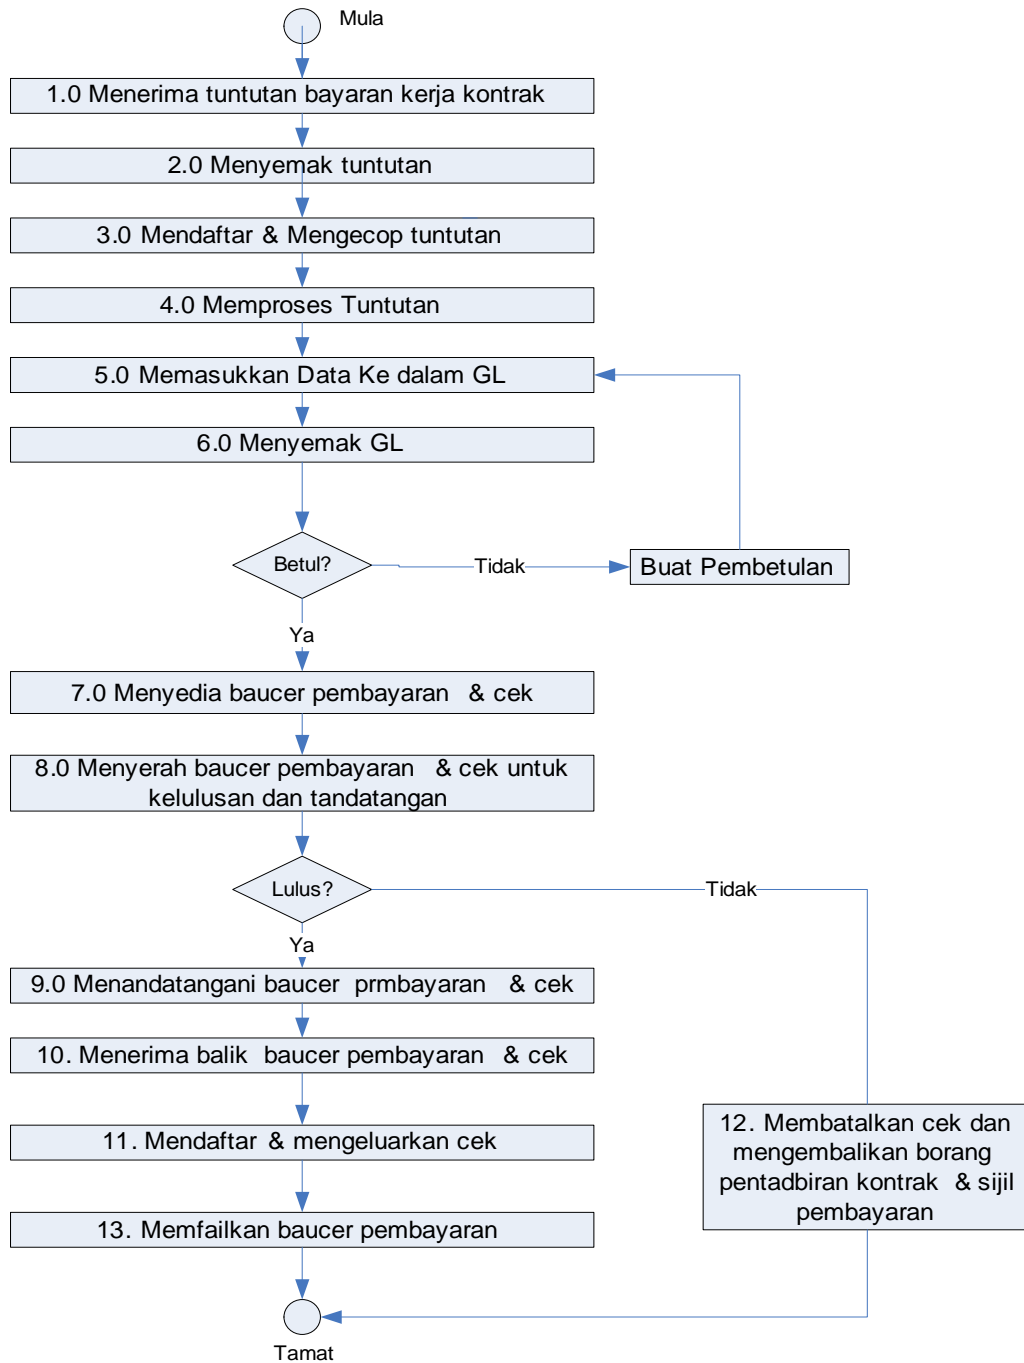 Mula
1.0 Menerima tuntutan bayaran kerja kontrak
2.0 Menyemak tuntutan
3.0 Mendaftar & Mengecop tuntutan
4.0 Memproses Tuntutan
5.0 Memasukkan Data Ke dalam GL
6.0 Menyemak GL
Betul?
Tidak
Buat Pembetulan
Ya
7.0 Menyedia baucer pembayaran & cek
8.0 Menyerah baucer pembayaran & cek untuk
kelulusan dan tandatangan
Lulus?
Tidak
Ya
9.0 Menandatangani baucer prmbayaran & cek
10. Menerima balik baucer pembayaran & cek
11. Mendaftar & mengeluarkan cek
12. Membatalkan cek dan
mengembalikan borang
pentadbiran kontrak & sijil
pembayaran
13. Memfailkan baucer pembayaran
Tamat